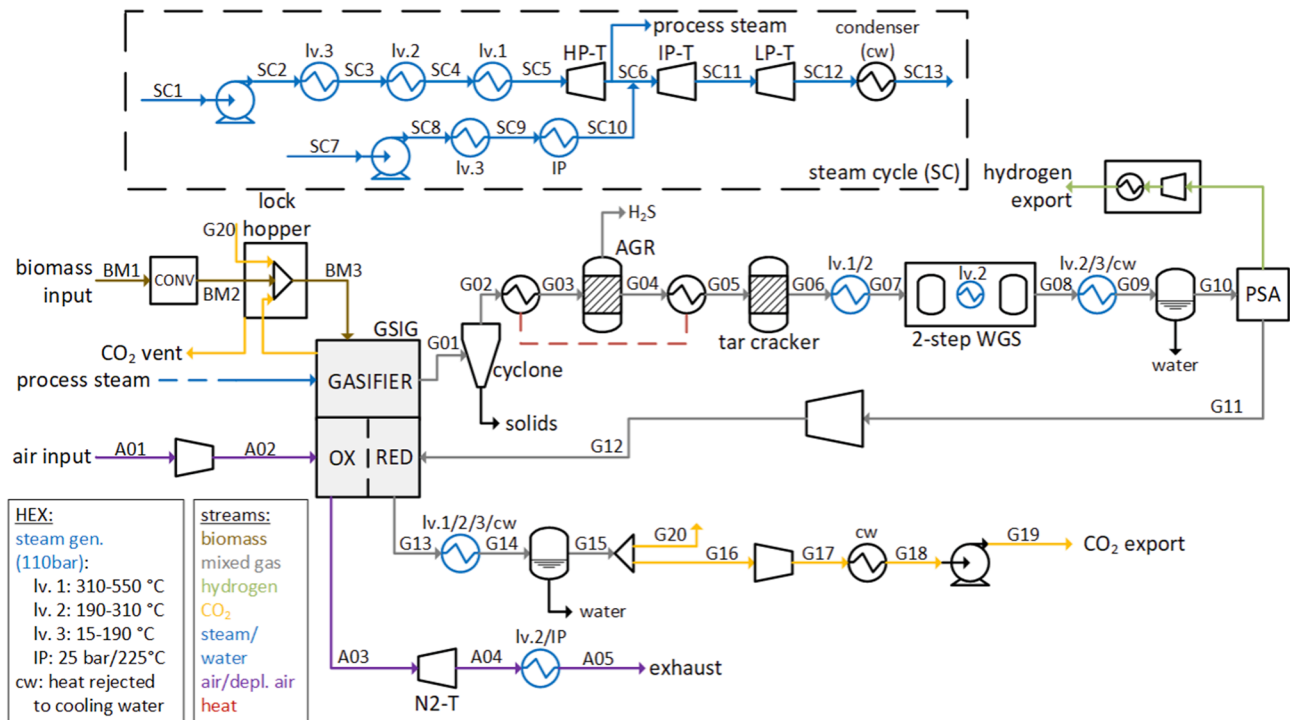 process steam
condenser
(cw)
lv.3
lv.2
lv.1
HP-T
IP-T
LP-T
SC1
SC2
SC3
SC4
SC5
SC6
SC11
SC12
SC13
SC7
SC8
SC9
SC10
lv.3
IP
steam cycle (SC)
hydrogen
export
lock
hopper
G20
biomass
input
BM1
CONV
BM2
BM3
H₂S
AGR
G02
G03
G04
G05
G06
lv.1/2
G07
lv.2
G08
lv.2/3/cw
G09
G10
PSA
tar cracker
2-step WGS
water
CO₂ vent
process steam
GSIG
GASIFIER
G01
cyclone
solids
G11
G12
air input
A01
A02
OX
RED
HEX:
steam gen.
(110bar):
lv. 1: 310-550 °C
lv. 2: 190-310 °C
lv. 3: 15-190 °C
IP: 25 bar/225°C
cw: heat rejected
to cooling water
streams:
biomass
mixed gas
hydrogen
CO₂
steam/
water
air/depl. air
heat
lv.1/2/3/cw
G13
G14
G15
G20
G16
G17
cw
G18
G19
CO₂ export
water
lv.2/IP
A03
A04
A05
exhaust
N2-T